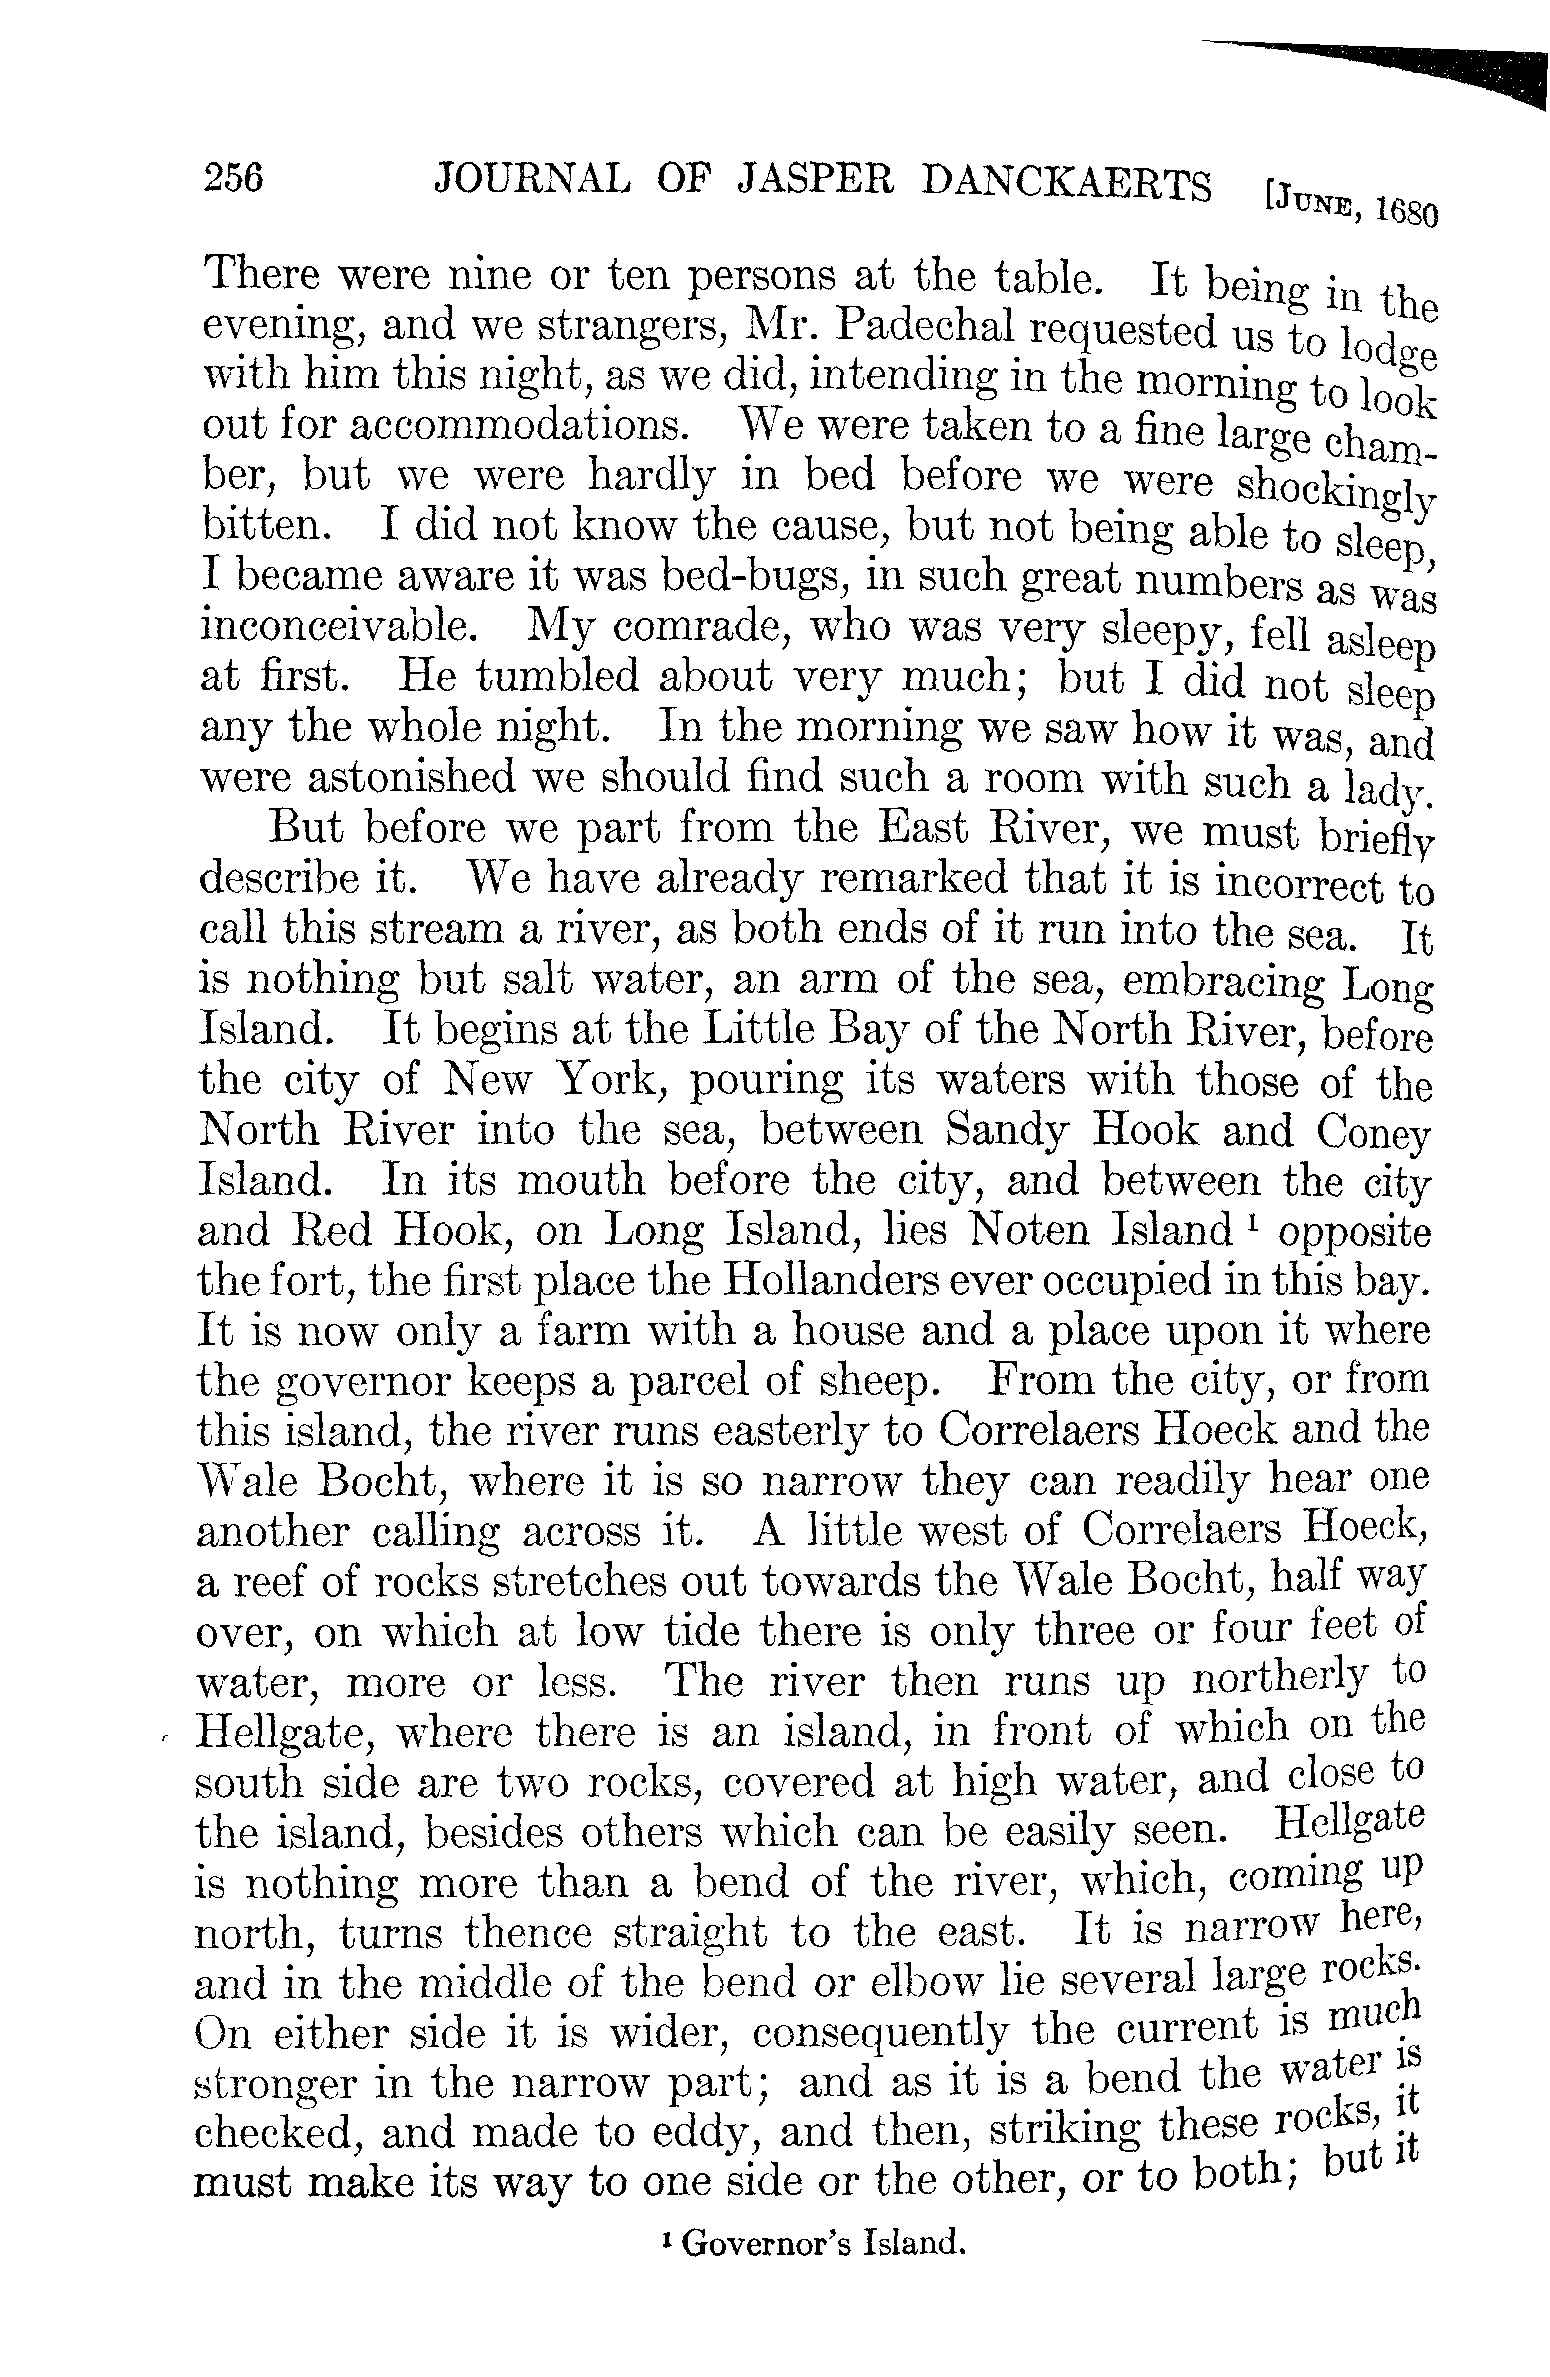 256 JOURNAL OF JASPER DANCKAERTS [JUNE, 1680
There were nine or ten persons at the table. It being in the
evening, and we strangers, Mr. Padechal requested us to lodge
with him this night, as we did, intending in the morning to look
out for accommodations. We were taken to a fine large cham-
ber, but we were hardly in bed before we were shockingly
bitten. I did not know the cause, but not being able to sleep,
I became aware it was bed-bugs, in such great numbers as was
inconceivable. My comrade, who was very sleepy, fell asleep
at first. He tumbled about very much; but I did not sleep
any the whole night. In the morning we saw how it was, and
were astonished we should find such a room with such a lady.
But before we part from the East River, we must briefly
describe it. We have already remarked that it is incorrect to
call this stream a river, as both ends of it run into the sea. It
is nothing but salt water, an arm of the sea, embracing Long
Island. It begins at the Little Bay of the North River, before
the city of New York, pouring its waters with those of the
North River into the sea, between Sandy Hook and Coney
Island. In its mouth before the city, and between the city
and Red Hook, on Long Island, lies Noten Island ¹ opposite
the fort, the first place the Hollanders ever occupied in this bay.
It is now only a farm with a house and a place upon it where
the governor keeps a parcel of sheep. From the city, or from
this island, the river runs easterly to Correlaers Hoeck and the
Wale Bocht, where it is so narrow they can readily hear one
another calling across it. A little west of Correlaers Hoeck,
a reef of rocks stretches out towards the Wale Bocht, half way
over, on which at low tide there is only three or four feet of
water, more or less. The river then runs up northerly to
Hellgate, where there is an island, in front of which on the
south side are two rocks, covered at high water, and close to
the island, besides others which can be easily seen. Hellgate
is nothing more than a bend of the river, which, coming up
north, turns thence straight to the east. It is narrow here,
and in the middle of the bend or elbow lie several large rocks.
On either side it is wider, consequently the current is much
stronger in the narrow part; and as it is a bend the water is
checked, and made to eddy, and then, striking these rocks, it
must make its way to one side or the other, or to both; but it
¹ Governor's Island.